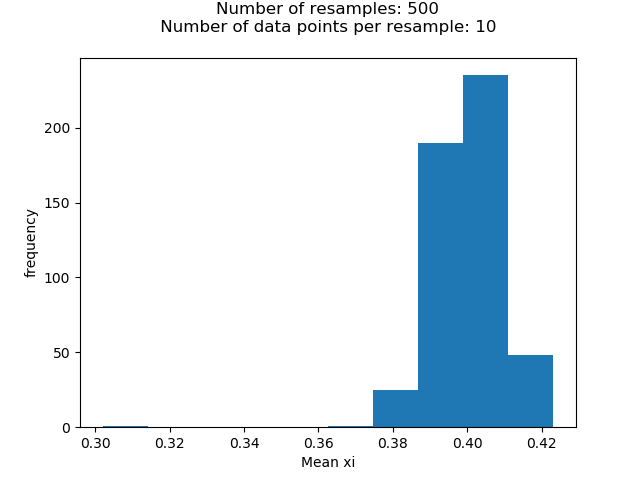 Number of resamples: 500
Number of data points per resample: 10
200
150
100
50
0
frequency
0.30 0.32 0.34 0.36 0.38 0.40 0.42
Mean xi